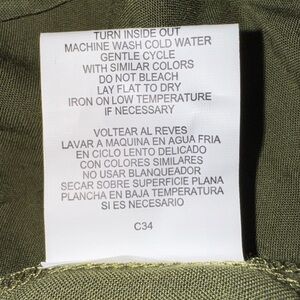 TURN INSIDE OUT
MACHINE WASH COLD WATER
GENTLE CYCLE
WITH SIMILAR COLORS
DO NOT BLEACH
LAY FLAT TO DRY
IRON ON LOW TEMPERATURE
IF NECESSARY
VOLTEAR AL REVES
LAVAR A MAQUINA EN AGUA FRIA
EN CICLO LENTO DELICADO
CON COLORES SIMILARES
NO USAR BLANQUEADOR
SECAR SOBRE SUPERFICIE PLANA
PLANCHA EN BAJA TEMPERATURA
SI ES NECESARIO
C34